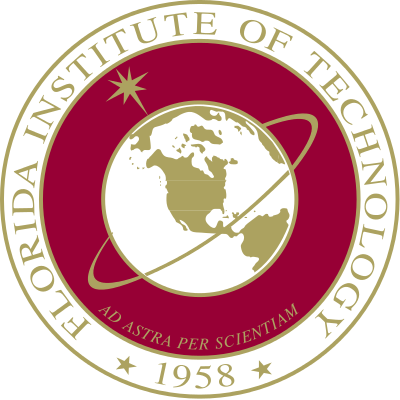 FLORIDA INSTITUTE OF TECHNOLOGY
AD ASTRA PER SCIENTIAM
1958